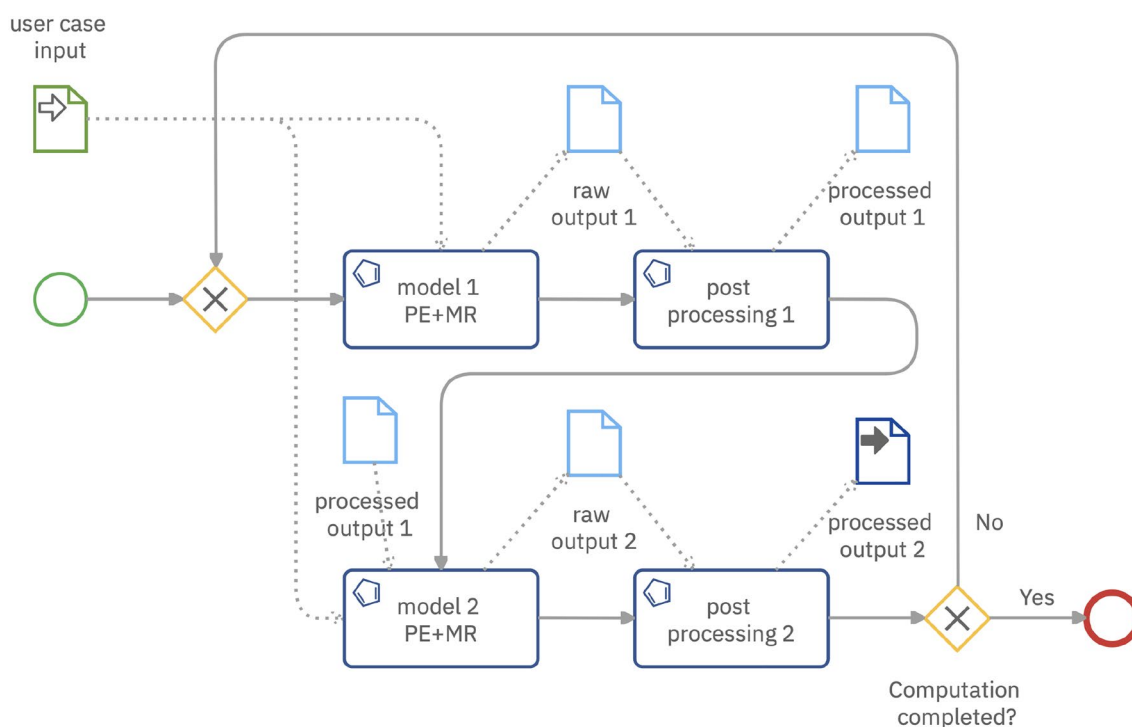 user case
input
raw
output 1
processed
output 1
model 1
PE+MR
post
processing 1
processed
output 1
raw
output 2
processed
output 2
No
model 2
PE+MR
post
processing 2
Yes
Computation
completed?